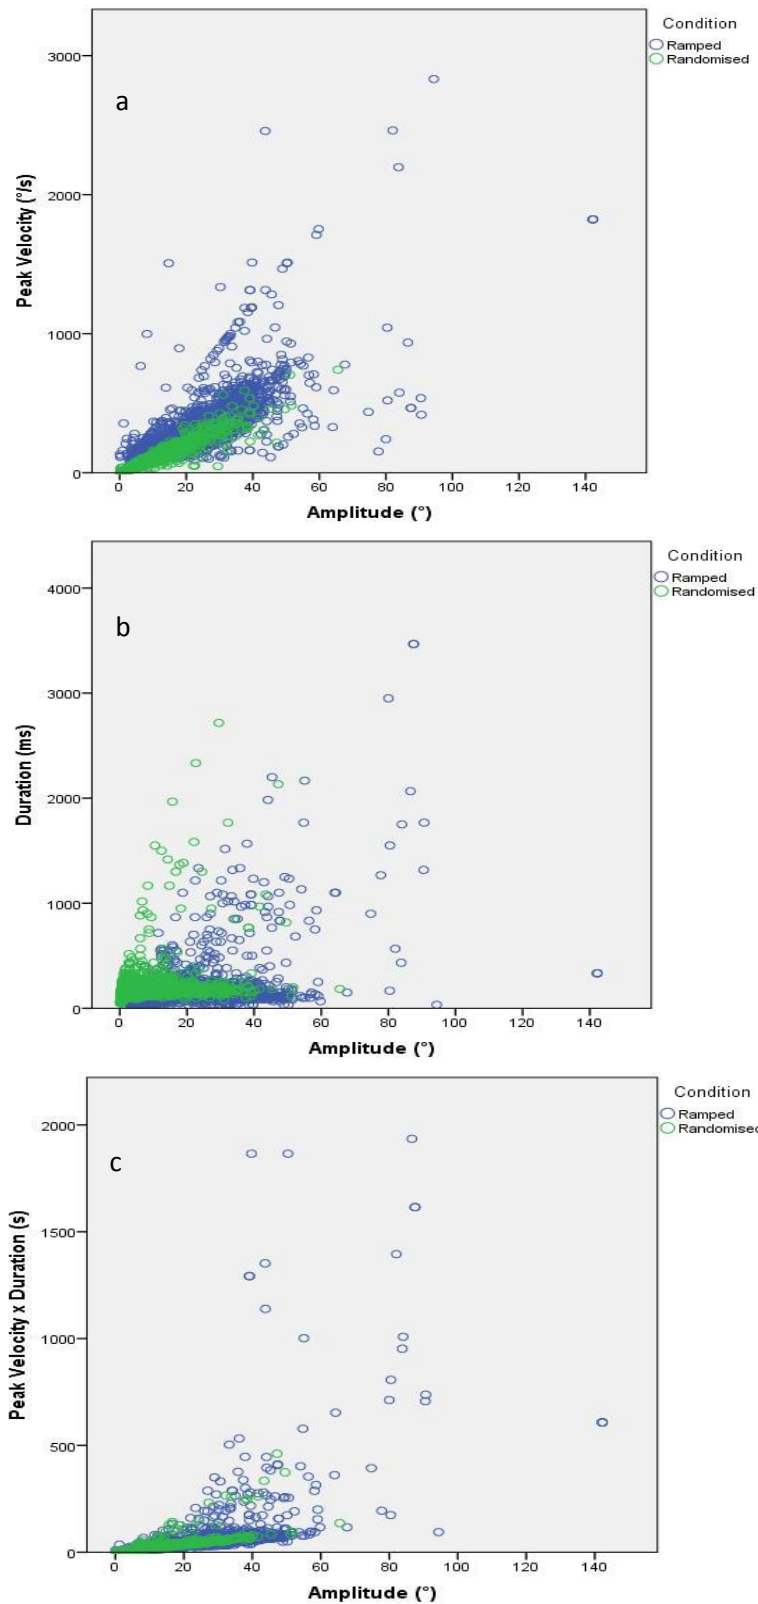 Condition
Ramped
Randomised
a
3000
2000
1000
0
Peak Velocity (°/s)
0 20 40 60 80 100 120 140
Amplitude (°)
Condition
Ramped
Randomised
b
4000
3000
2000
1000
0
Duration (ms)
0 20 40 60 80 100 120 140
Amplitude (°)
Condition
Ramped
Randomised
c
2000
1500
1000
500
0
Peak Velocity x Duration (s)
0 20 40 60 80 100 120 140
Amplitude (°)